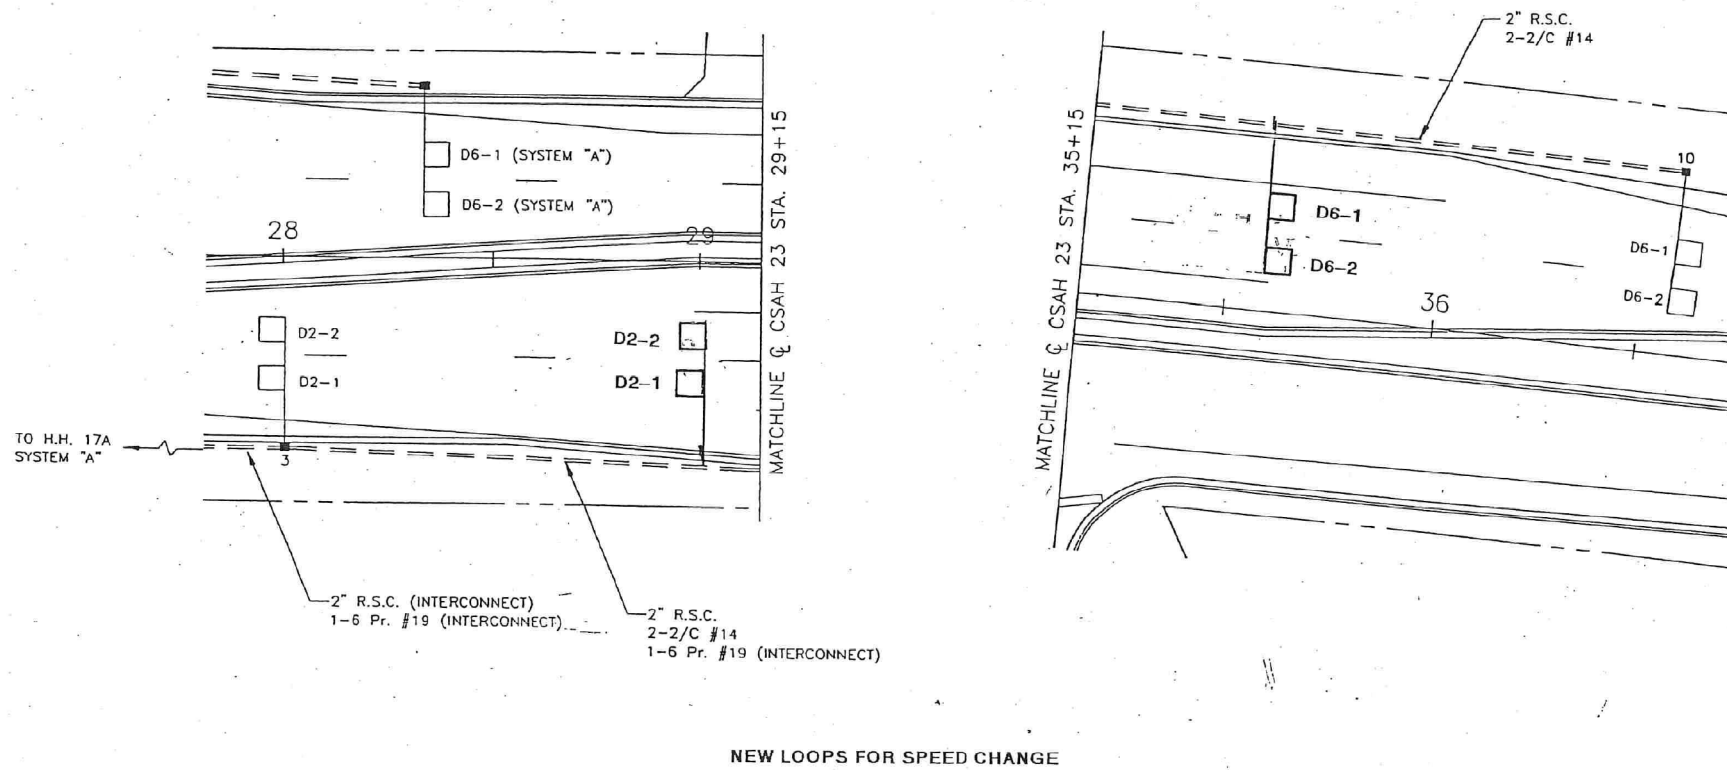 D6-1 (SYSTEM "A")
D6-2 (SYSTEM "A")
28
29
D2-2
D2-1
D2-2
D2-1
3
TO H.H. 17A
SYSTEM "A"
MATCHLINE ℄ CSAH 23 STA. 29+15
2" R.S.C. (INTERCONNECT)
1-6 Pr. #19 (INTERCONNECT)
2" R.S.C.
2-2/C #14
1-6 Pr. #19 (INTERCONNECT)
2" R.S.C.
2-2/C #14
MATCHLINE ℄ CSAH 23 STA. 35+15
10
D6-1
D6-2
D6-1
D6-2
36
NEW LOOPS FOR SPEED CHANGE